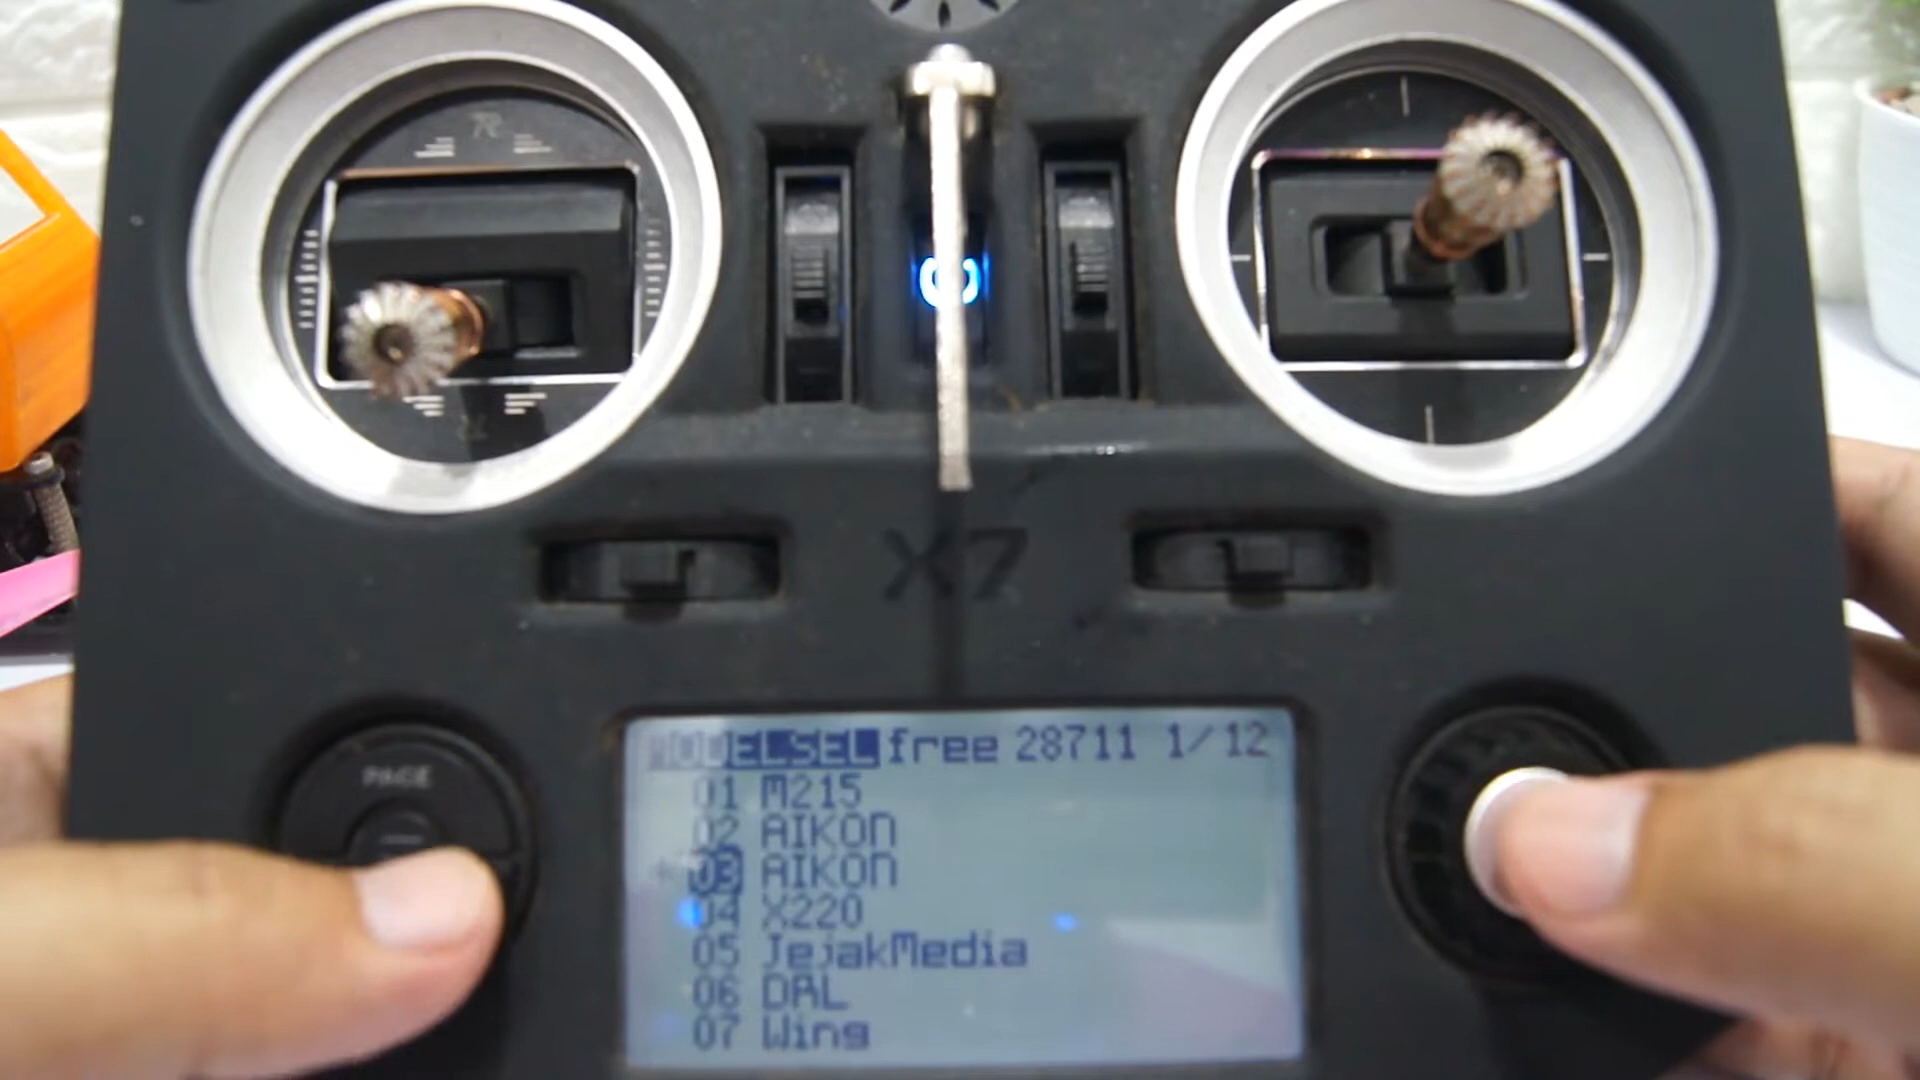 X7
PAGE
MODELSEL free 28711 1/12
01 M215
02 AIKON
03 AIKON
04 X220
05 JejakMedia
06 DRL
07 Wing